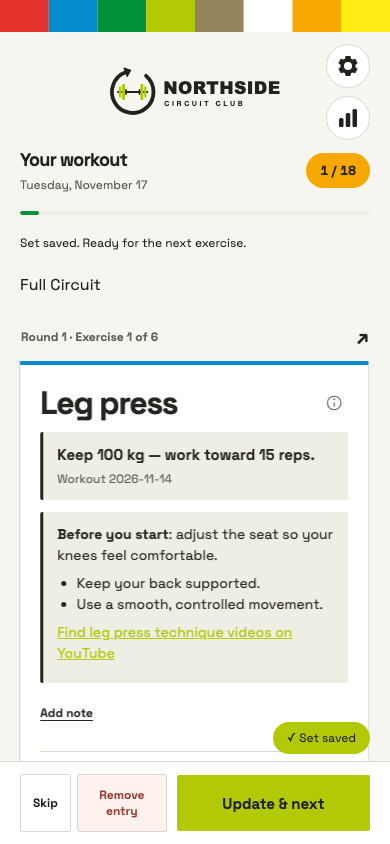 NORTHSIDE
CIRCUIT CLUB
Your workout
Tuesday, November 17
1 / 18
Set saved. Ready for the next exercise.
Full Circuit
Round 1 · Exercise 1 of 6
Leg press
Keep 100 kg — work toward 15 reps.
Workout 2026-11-14
Before you start: adjust the seat so your
knees feel comfortable.
• Keep your back supported.
• Use a smooth, controlled movement.
Find leg press technique videos on
YouTube
Add note
✓ Set saved
Skip
Remove
entry
Update & next